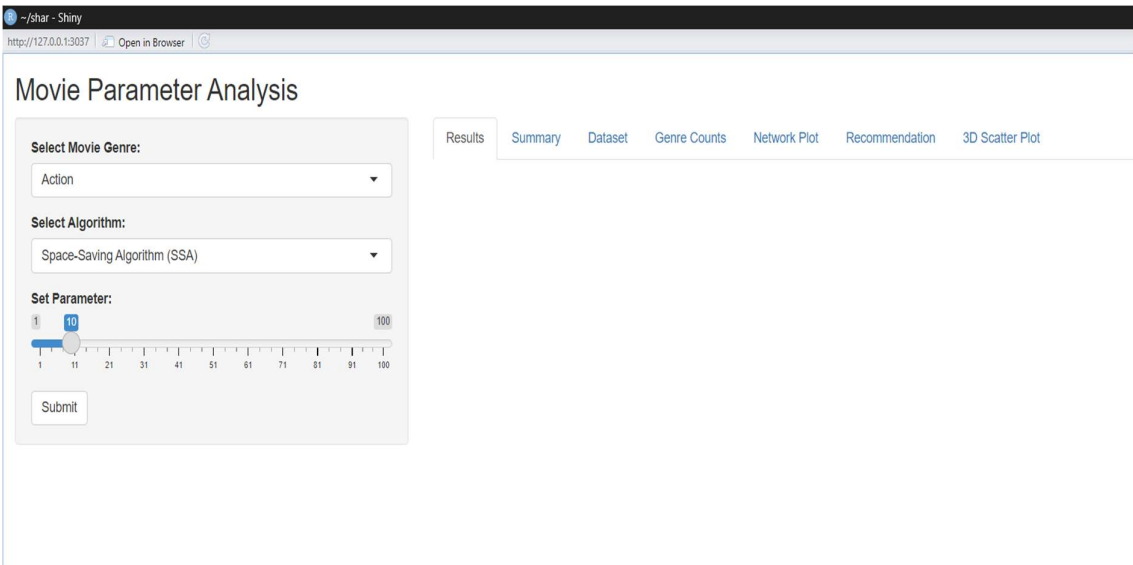 R ~/shar - Shiny
http://127.0.0.1:3037 Open in Browser
Movie Parameter Analysis
Select Movie Genre:
Action
Select Algorithm:
Space-Saving Algorithm (SSA)
Set Parameter:
1 10 100
1 11 21 31 41 51 61 71 81 91 100
Submit
Results Summary Dataset Genre Counts Network Plot Recommendation 3D Scatter Plot